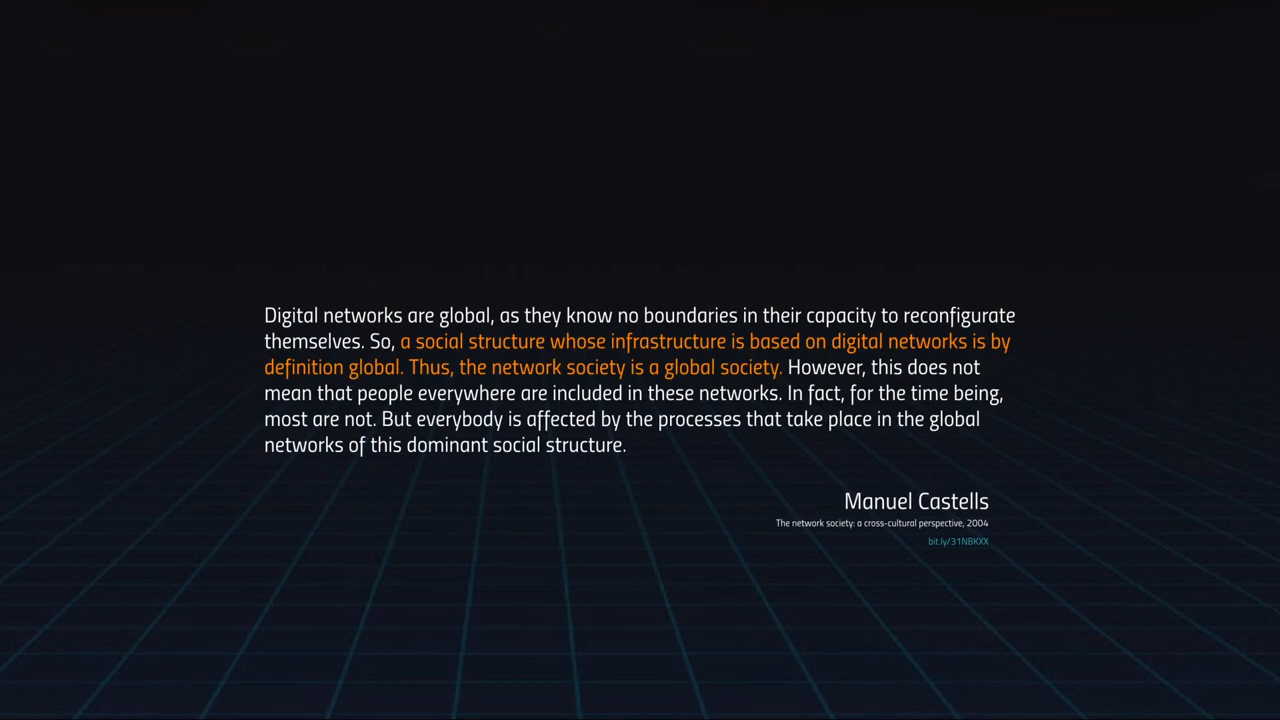 Digital networks are global, as they know no boundaries in their capacity to reconfigurate
themselves. So, a social structure whose infrastructure is based on digital networks is by
definition global. Thus, the network society is a global society. However, this does not
mean that people everywhere are included in these networks. In fact, for the time being,
most are not. But everybody is affected by the processes that take place in the global
networks of this dominant social structure.
Manuel Castells
The network society: a cross-cultural perspective, 2004
bit.ly/31NBKXX